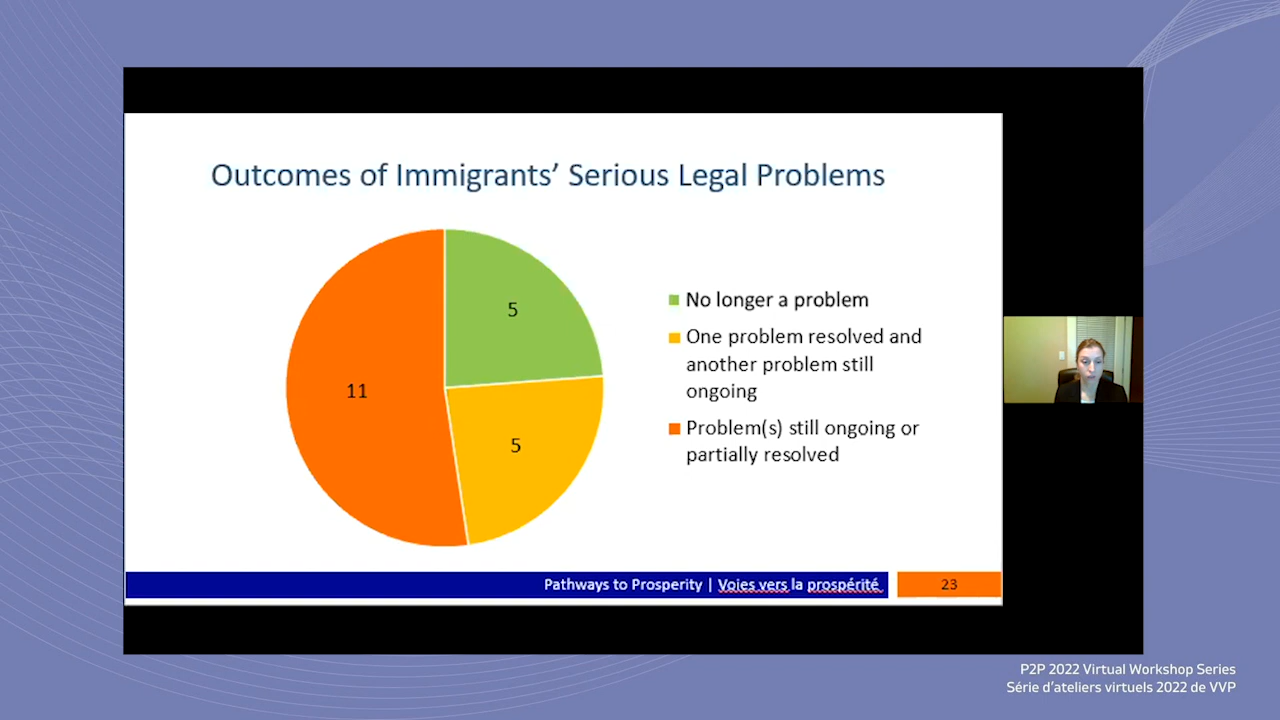 Outcomes of Immigrants’ Serious Legal Problems
5
11
5
No longer a problem
One problem resolved and
another problem still
ongoing
Problem(s) still ongoing or
partially resolved
Pathways to Prosperity | Voies vers la prospérité
23
P2P 2022 Virtual Workshop Series
Série d’ateliers virtuels 2022 de VVP